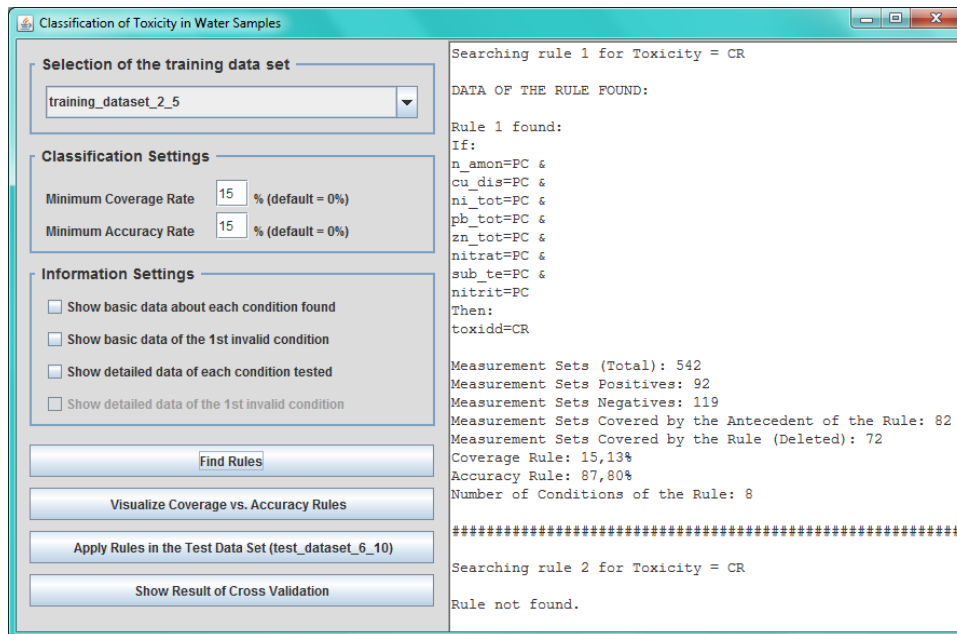 Classification of Toxicity in Water Samples
Selection of the training data set
training_dataset_2_5
Classification Settings
Minimum Coverage Rate 15 % (default = 0%)
Minimum Accuracy Rate 15 % (default = 0%)
Information Settings
Show basic data about each condition found
Show basic data of the 1st invalid condition
Show detailed data of each condition tested
Show detailed data of the 1st invalid condition
Find Rules
Visualize Coverage vs. Accuracy Rules
Apply Rules in the Test Data Set (test_dataset_6_10)
Show Result of Cross Validation
Searching rule 1 for Toxicity = CR
DATA OF THE RULE FOUND:
Rule 1 found:
If:
n_amon=PC &
cu_dis=PC &
ni_tot=PC &
pb_tot=PC &
zn_tot=PC &
nitrat=PC &
sub_te=PC &
nitrit=PC
Then:
toxidd=CR
Measurement Sets (Total): 542
Measurement Sets Positives: 92
Measurement Sets Negatives: 119
Measurement Sets Covered by the Antecedent of the Rule: 82
Measurement Sets Covered by the Rule (Deleted): 72
Coverage Rule: 15,13%
Accuracy Rule: 87,80%
Number of Conditions of the Rule: 8
###########################################################
Searching rule 2 for Toxicity = CR
Rule not found.